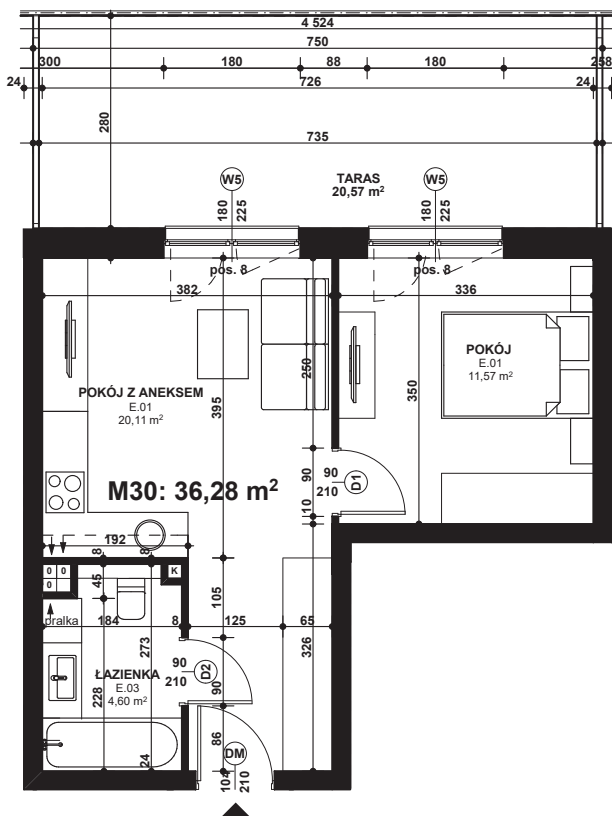 4 524
750
300 180 88 180 258
24 726 24
280
735
TARAS
20,57 m²
W5 W5
180 225 180 225
pos. 8 pos. 8
382 336
250
395
350
POKÓJ
E.01
11,57 m²
POKÓJ Z ANEKSEM
E.01
20,11 m²
M30: 36,28 m²
90
90
210
D1
10
192
8 8
0 0
0
K
45
105
pralka
184 8 125 65
273
326
ŁAZIENKA
E.03
4,60 m²
228
90
210
D2
90
86
24
DM
104
210